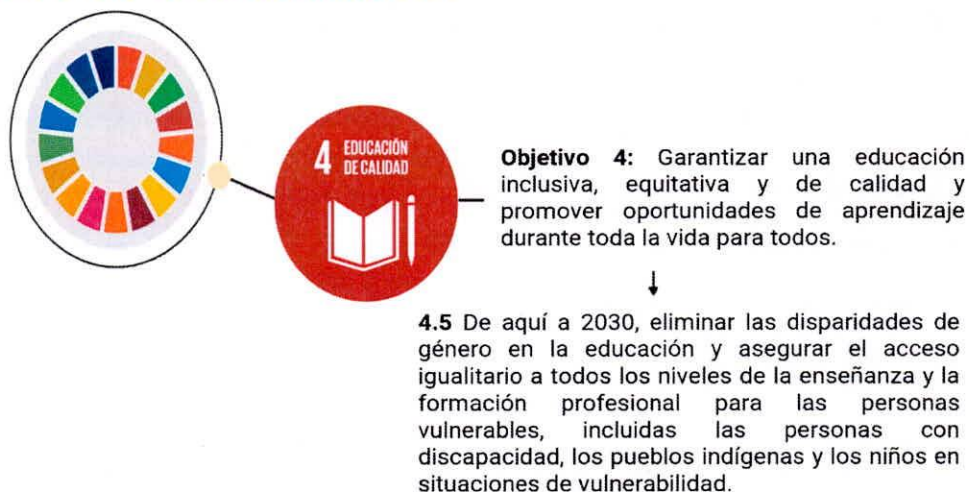 4 EDUCACIÓN
DE CALIDAD
Objetivo 4: Garantizar una educación
inclusiva, equitativa y de calidad y
promover oportunidades de aprendizaje
durante toda la vida para todos.
4.5 De aquí a 2030, eliminar las disparidades de
género en la educación y asegurar el acceso
igualitario a todos los niveles de la enseñanza y la
formación profesional para las personas
vulnerables, incluidas las personas con
discapacidad, los pueblos indígenas y los niños en
situaciones de vulnerabilidad.